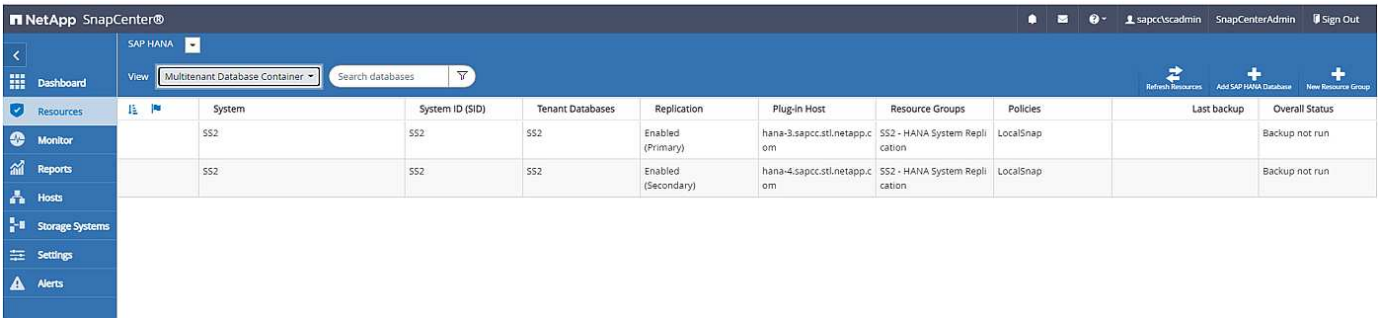 NetApp SnapCenter®
sapcc\scadmin SnapCenterAdmin Sign Out
SAP HANA
View Multitenant Database Container Search databases
Refresh Resources Add SAP HANA Database New Resource Group
Dashboard
Resources
Monitor
Reports
Hosts
Storage Systems
Settings
Alerts
System System ID (SID) Tenant Databases Replication Plug-in Host Resource Groups Policies Last backup Overall Status
SS2 SS2 SS2 Enabled hana-3.sapcc.stl.netapp.c SS2 - HANA System Repli LocalSnap Backup not run
(Primary) om cation
SS2 SS2 SS2 Enabled hana-4.sapcc.stl.netapp.c SS2 - HANA System Repli LocalSnap Backup not run
(Secondary) om cation